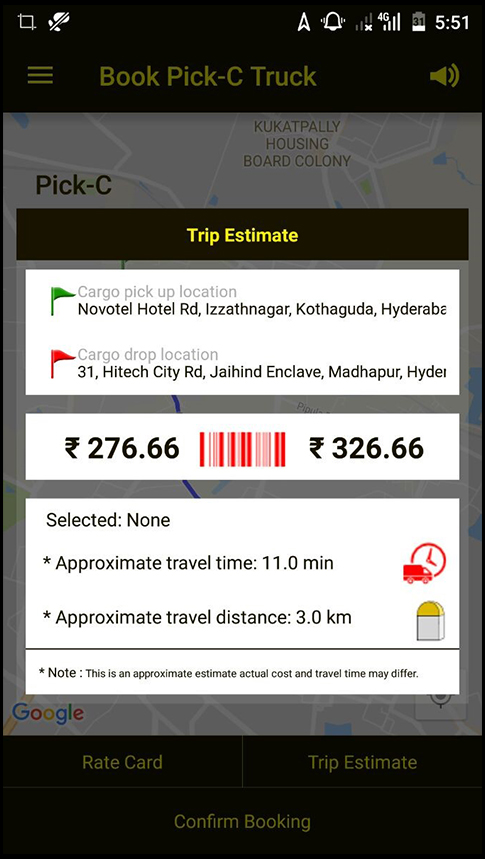 4G
31
5:51
Book Pick-C Truck
KUKATPALLY
HOUSING
BOARD COLONY
Pick-C
Trip Estimate
Cargo pick up location
Novotel Hotel Rd, Izzathnagar, Kothaguda, Hyderaba
Cargo drop location
31, Hitech City Rd, Jaihind Enclave, Madhapur, Hyder
₹ 276.66 ₹ 326.66
Selected: None
* Approximate travel time: 11.0 min
* Approximate travel distance: 3.0 km
* Note : This is an approximate estimate actual cost and travel time may differ.
Google
Rate Card Trip Estimate
Confirm Booking